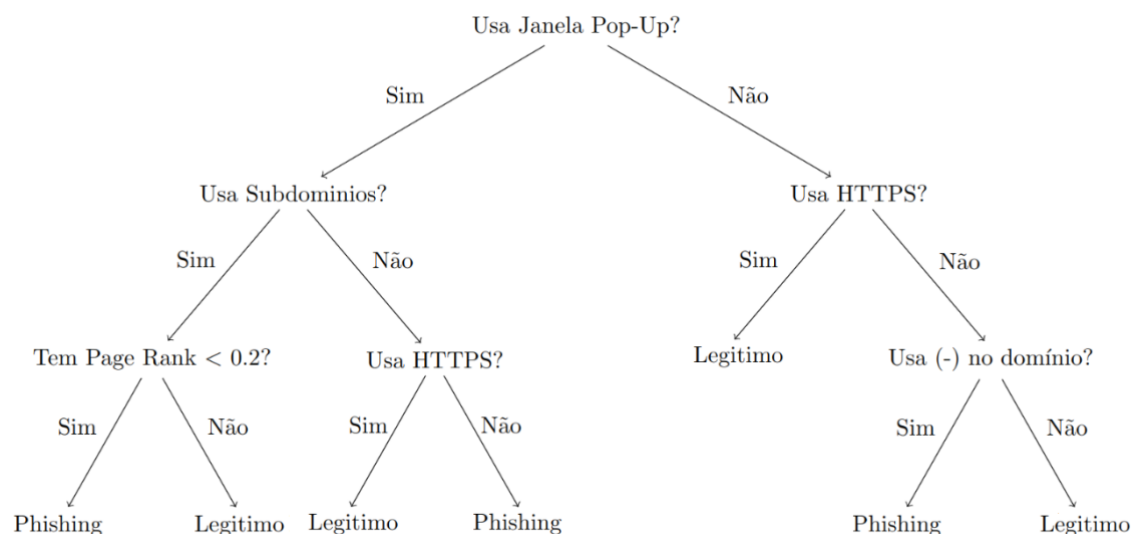 Usa Janela Pop-Up?
Sim
Não
Usa Subdominios?
Usa HTTPS?
Sim
Não
Sim
Não
Tem Page Rank < 0.2?
Usa HTTPS?
Legitimo
Usa (-) no domínio?
Sim
Não
Sim
Não
Sim
Não
Phishing
Legitimo
Legitimo
Phishing
Phishing
Legitimo